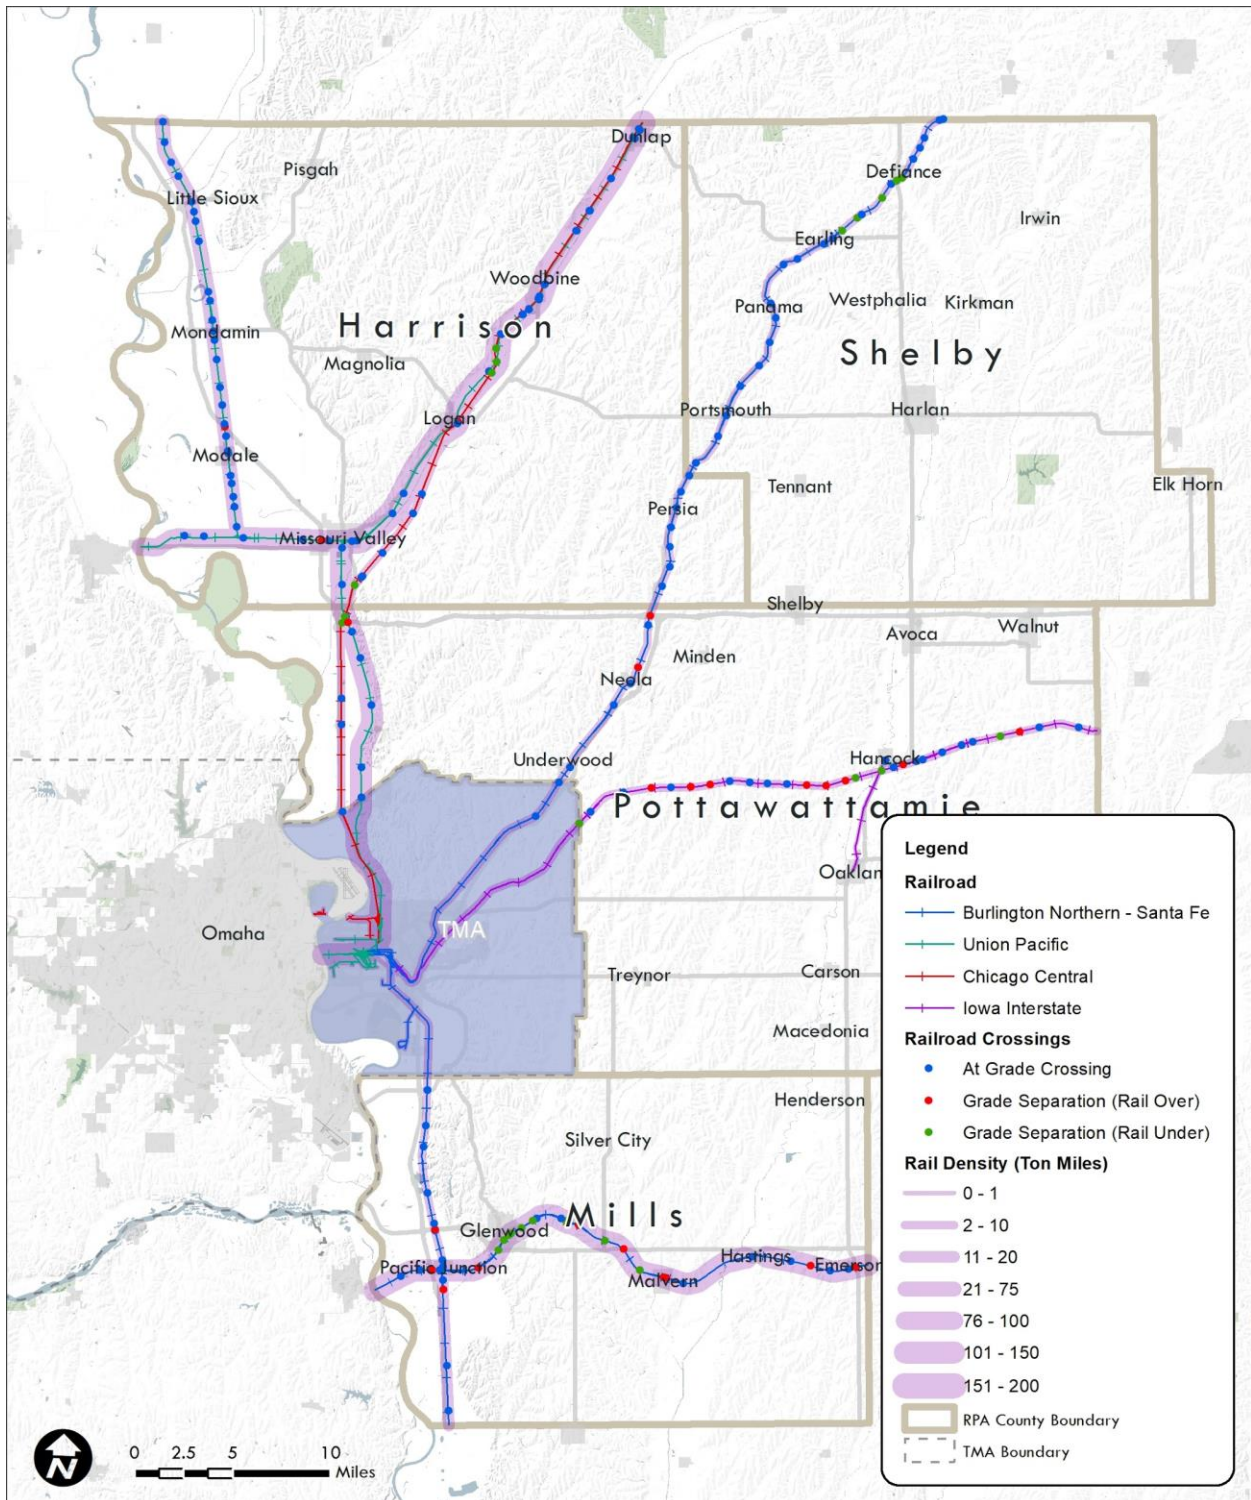 Dunlap
Pisgah
Defiance
Little Sioux
Irwin
Earling
Woodbine
Westphalia
Kirkman
Panama
Harrison
Mondamin
Shelby
Magnolia
Portsmouth
Harlan
Logan
Modale
Tennant
Elk Horn
Persia
Missouri Valley
Shelby
Walnut
Avoca
Minden
Neola
Underwood
Hancock
Pottawattamie
Oaklan
TMA
Omaha
Treynor
Carson
Macedonia
Henderson
Silver City
Mills
Glenwood
Hastings
Pacific Junction
Emerson
Malvern
Legend
Railroad
Burlington Northern - Santa Fe
Union Pacific
Chicago Central
Iowa Interstate
Railroad Crossings
At Grade Crossing
Grade Separation (Rail Over)
Grade Separation (Rail Under)
Rail Density (Ton Miles)
0 - 1
2 - 10
11 - 20
21 - 75
76 - 100
101 - 150
151 - 200
RPA County Boundary
TMA Boundary
N
0 2.5 5 10
Miles